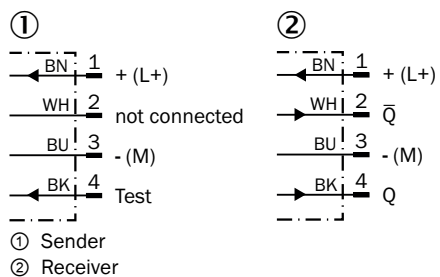 ① ②
BN 1 + (L+) BN 1 + (L+)
WH 2 not connected WH 2 Q̅
BU 3 - (M) BU 3 - (M)
BK 4 Test BK 4 Q
① Sender
② Receiver